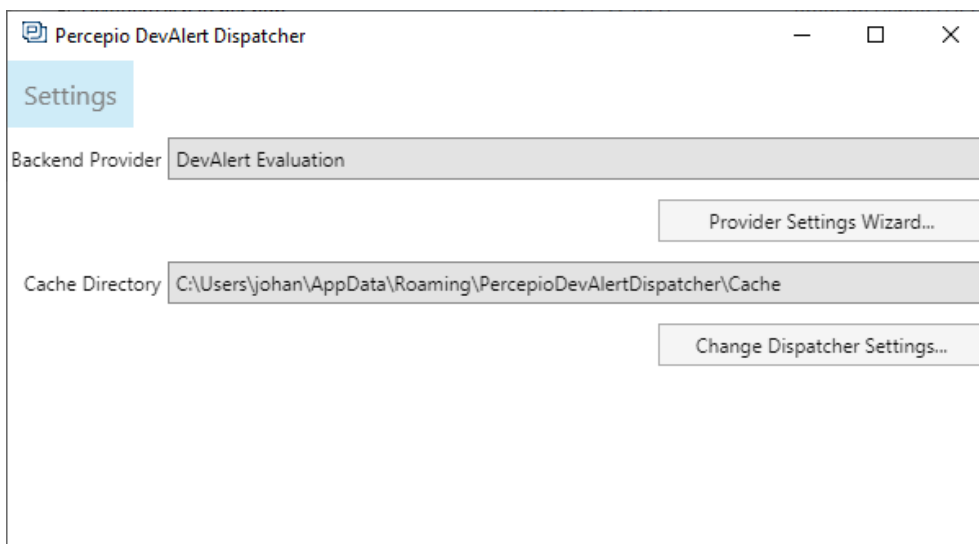 Percepio DevAlert Dispatcher
Settings
Backend Provider DevAlert Evaluation
Provider Settings Wizard...
Cache Directory C:\Users\johan\AppData\Roaming\PercepioDevAlertDispatcher\Cache
Change Dispatcher Settings...